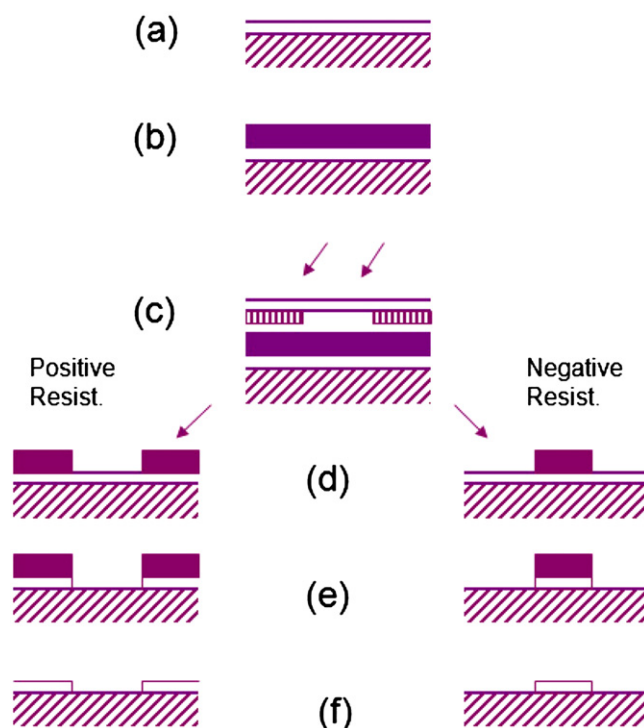 (a)
(b)
(c)
Positive
Resist.
Negative
Resist.
(d)
(e)
(f)